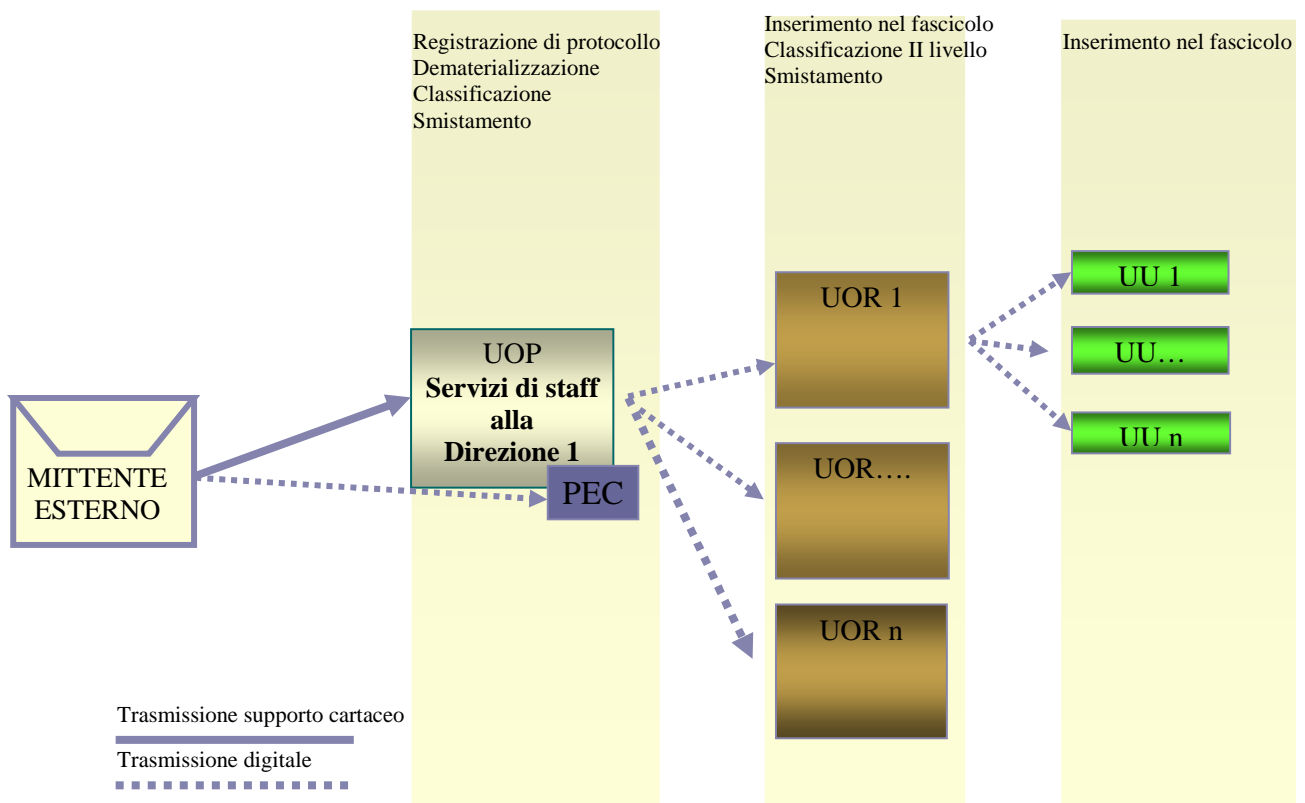 Registrazione di protocollo
Dematerializzazione
Classificazione
Smistamento
Inserimento nel fascicolo
Classificazione II livello
Smistamento
Inserimento nel fascicolo
MITTENTE
ESTERNO
UOP
Servizi di staff
alla
Direzione 1
PEC
UOR 1
UOR….
UOR n
UU 1
UU…
UU n
Trasmissione supporto cartaceo
Trasmissione digitale